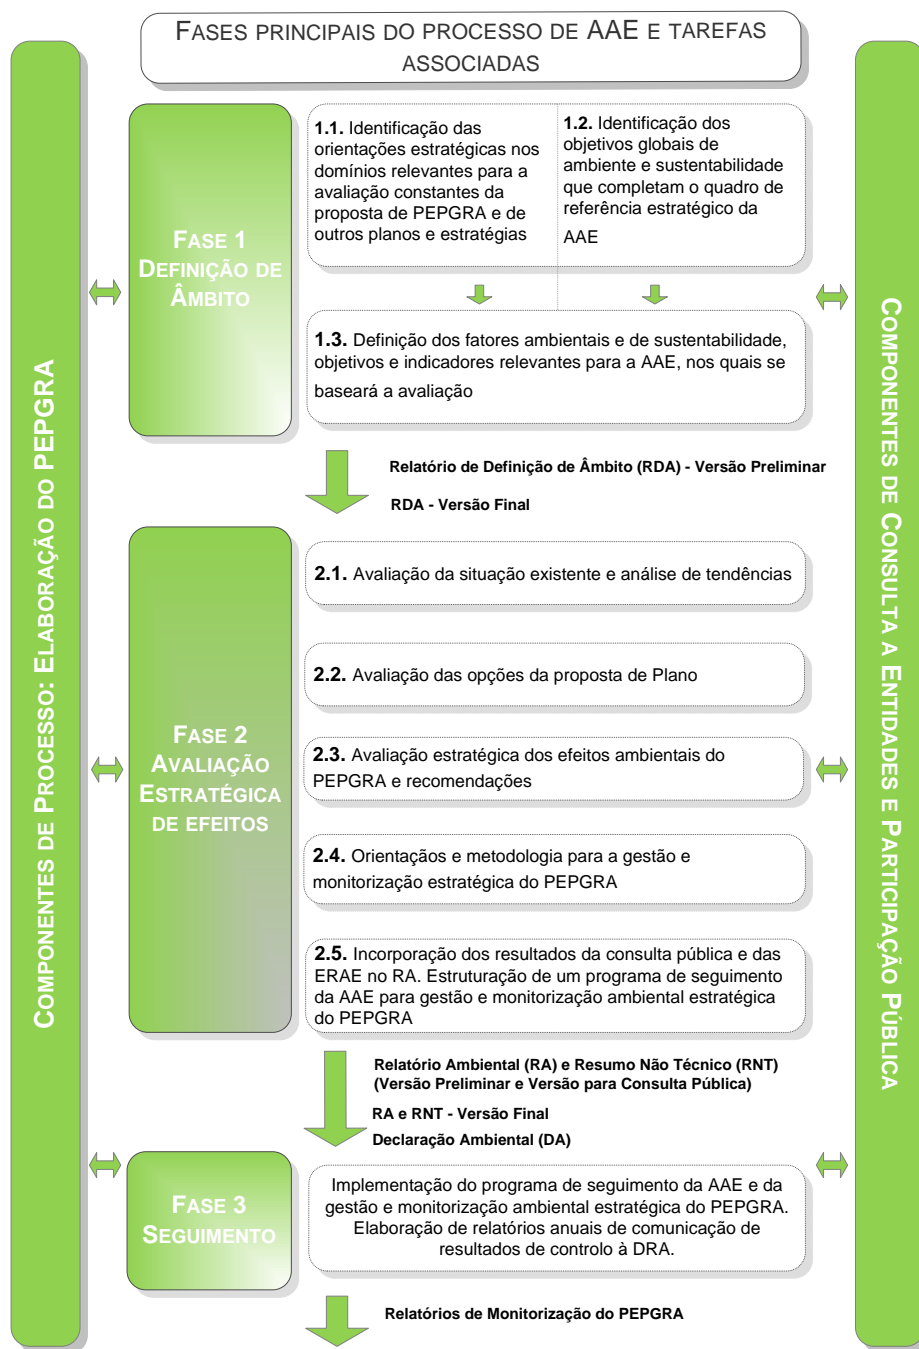 FASES PRINCIPAIS DO PROCESSO DE AAE E TAREFAS
ASSOCIADAS
COMPONENTES DE PROCESSO: ELABORAÇÃO DO PEPGRA
FASE 1
DEFINIÇÃO DE
ÂMBITO
1.1. Identificação das
orientações estratégicas nos
domínios relevantes para a
avaliação constantes da
proposta de PEPGRA e de
outros planos e estratégias
1.2. Identificação dos
objetivos globais de
ambiente e sustentabilidade
que completam o quadro de
referência estratégico da
AAE
1.3. Definição dos fatores ambientais e de sustentabilidade,
objetivos e indicadores relevantes para a AAE, nos quais se
baseará a avaliação
Relatório de Definição de Âmbito (RDA) - Versão Preliminar
RDA - Versão Final
FASE 2
AVALIAÇÃO
ESTRATÉGICA
DE EFEITOS
2.1. Avaliação da situação existente e análise de tendências
2.2. Avaliação das opções da proposta de Plano
2.3. Avaliação estratégica dos efeitos ambientais do
PEPGRA e recomendações
2.4. Orientaçãos e metodologia para a gestão e
monitorização estratégica do PEPGRA
2.5. Incorporação dos resultados da consulta pública e das
ERAE no RA. Estruturação de um programa de seguimento
da AAE para gestão e monitorização ambiental estratégica
do PEPGRA
Relatório Ambiental (RA) e Resumo Não Técnico (RNT)
(Versão Preliminar e Versão para Consulta Pública)
RA e RNT - Versão Final
Declaração Ambiental (DA)
FASE 3
SEGUIMENTO
Implementação do programa de seguimento da AAE e da
gestão e monitorização ambiental estratégica do PEPGRA.
Elaboração de relatórios anuais de comunicação de
resultados de controlo à DRA.
Relatórios de Monitorização do PEPGRA
COMPONENTES DE CONSULTA A ENTIDADES E PARTICIPAÇÃO PÚBLICA